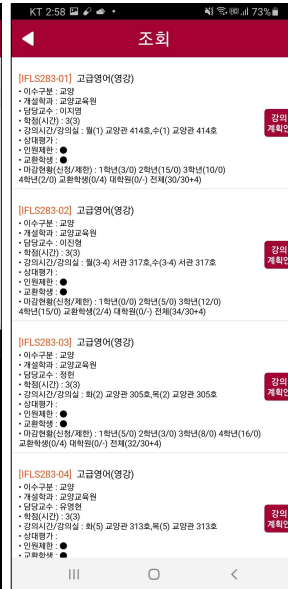 KT 2:58
73%
조회
[IFLS283-01] 고급영어(영강)
• 이수구분 : 교양
• 개설학과 : 교양교육원
• 담당교수 : 이지영
• 학점(시간) : 3(3)
• 강의시간/강의실 : 월(1) 교양관 414호,수(1) 교양관 414호
• 상대평가 :
• 인원제한 : ●
• 교환학생 : ●
• 마감현황(신청/제한) : 1학년(3/0) 2학년(15/0) 3학년(10/0)
4학년(2/0) 교환학생(0/4) 대학원(0/-) 전체(30/30+4)
강의
계획안
[IFLS283-02] 고급영어(영강)
• 이수구분 : 교양
• 개설학과 : 교양교육원
• 담당교수 : 이진형
• 학점(시간) : 3(3)
• 강의시간/강의실 : 월(3-4) 서관 317호,수(3-4) 서관 317호
• 상대평가 :
• 인원제한 : ●
• 교환학생 : ●
• 마감현황(신청/제한) : 1학년(0/0) 2학년(5/0) 3학년(12/0)
4학년(15/0) 교환학생(2/4) 대학원(0/-) 전체(34/30+4)
강의
계획안
[IFLS283-03] 고급영어(영강)
• 이수구분 : 교양
• 개설학과 : 교양교육원
• 담당교수 : 정헌
• 학점(시간) : 3(3)
• 강의시간/강의실 : 화(2) 교양관 305호,목(2) 교양관 305호
• 상대평가 :
• 인원제한 : ●
• 교환학생 : ●
• 마감현황(신청/제한) : 1학년(5/0) 2학년(3/0) 3학년(8/0) 4학년(16/0)
교환학생(0/4) 대학원(0/-) 전체(32/30+4)
강의
계획안
[IFLS283-04] 고급영어(영강)
• 이수구분 : 교양
• 개설학과 : 교양교육원
• 담당교수 : 유영현
• 학점(시간) : 3(3)
• 강의시간/강의실 : 화(5) 교양관 313호,목(5) 교양관 313호
• 상대평가 :
• 인원제한 : ●
• 교환학생 : ●
강의
계획안